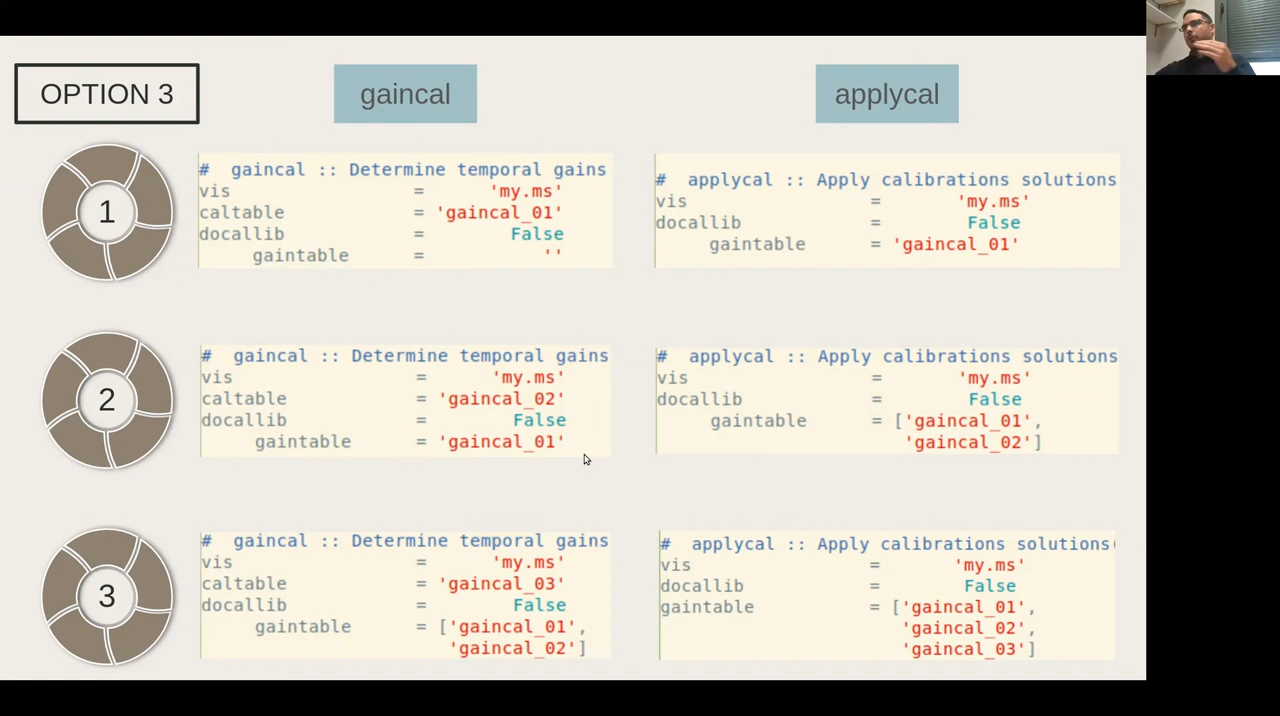 OPTION 3
gaincal
applycal
1
#  gaincal :: Determine temporal gains
vis = 'my.ms'
caltable = 'gaincal_01'
docallib = False
gaintable = ''
#  applycal :: Apply calibrations solutions
vis = 'my.ms'
docallib = False
gaintable = 'gaincal_01'
2
#  gaincal :: Determine temporal gains
vis = 'my.ms'
caltable = 'gaincal_02'
docallib = False
gaintable = 'gaincal_01'
#  applycal :: Apply calibrations solutions
vis = 'my.ms'
docallib = False
gaintable = ['gaincal_01',
'gaincal_02']
3
#  gaincal :: Determine temporal gains
vis = 'my.ms'
caltable = 'gaincal_03'
docallib = False
gaintable = ['gaincal_01',
'gaincal_02']
#  applycal :: Apply calibrations solutions(
vis = 'my.ms'
docallib = False
gaintable = ['gaincal_01',
'gaincal_02',
'gaincal_03']